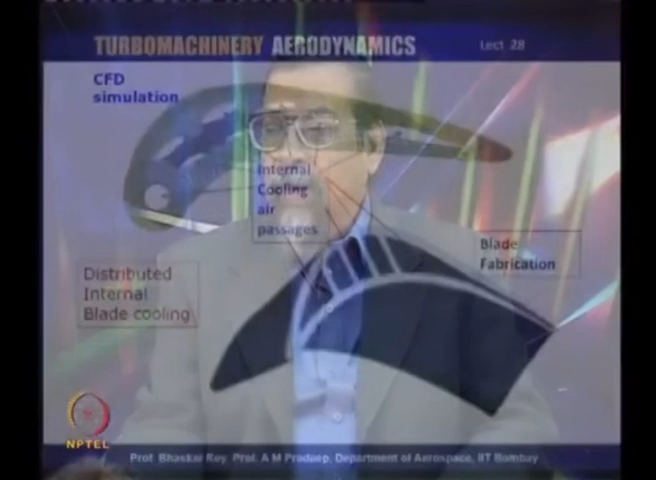 TURBOMACHINERY AERODYNAMICS
Lect 28
CFD
simulation
Internal
Cooling
air
passages
Blade
Fabrication
Distributed
Internal
Blade cooling
NPTEL
Prof Bhaskar Roy, Prof. A M Pradeep, Department of Aerospace, IIT Bombay